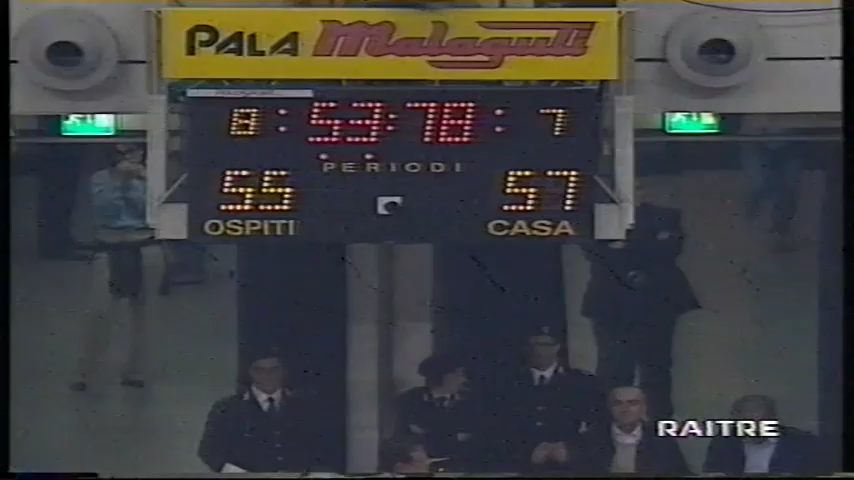 PALA Malaguti
8 : 53:78 : 7
PERIODI
55 57
OSPITI CASA
RAITRE